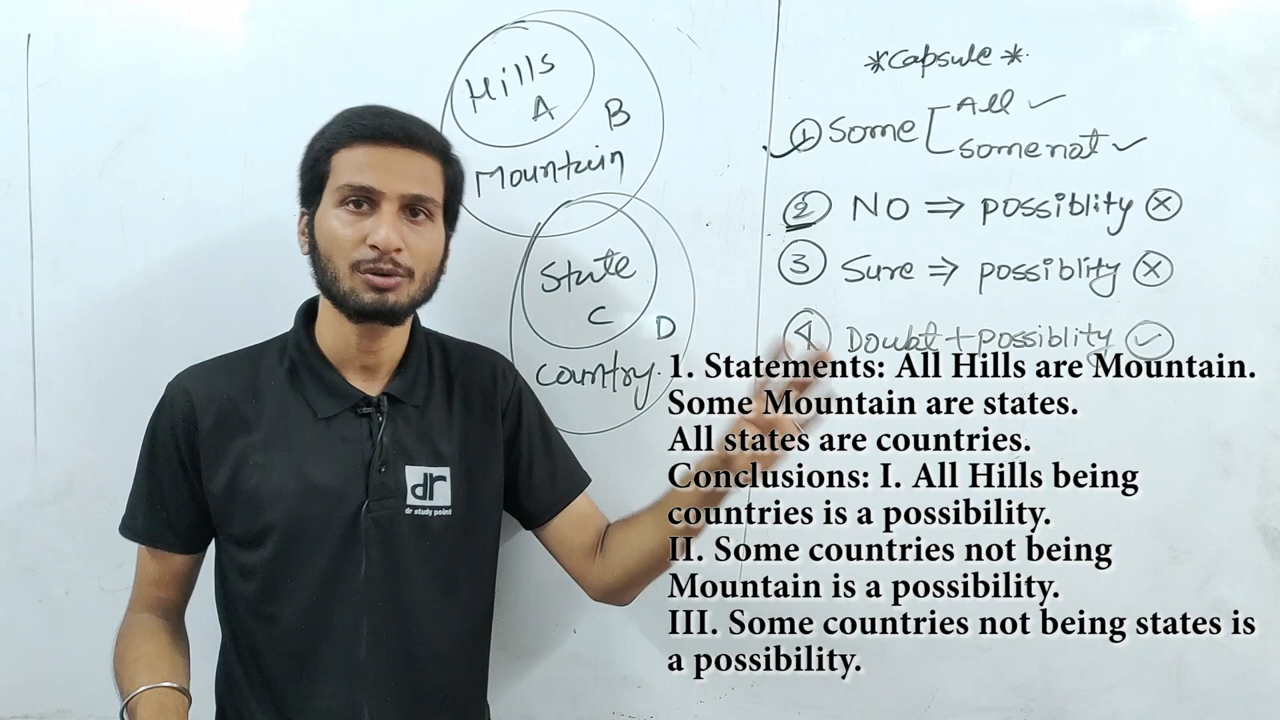 Hills
A
B
Mountain
State
C
D
country.
*capsule*.
① Some [ All ✓
somenot ✓
② NO ⇒ possiblity ⓧ
③ Sure ⇒ possiblity ⓧ
④ Doubt + possiblity ✓
1. Statements: All Hills are Mountain.
Some Mountain are states.
All states are countries.
Conclusions: I. All Hills being
countries is a possibility.
II. Some countries not being
Mountain is a possibility.
III. Some countries not being states is
a possibility.
dr
dr study point